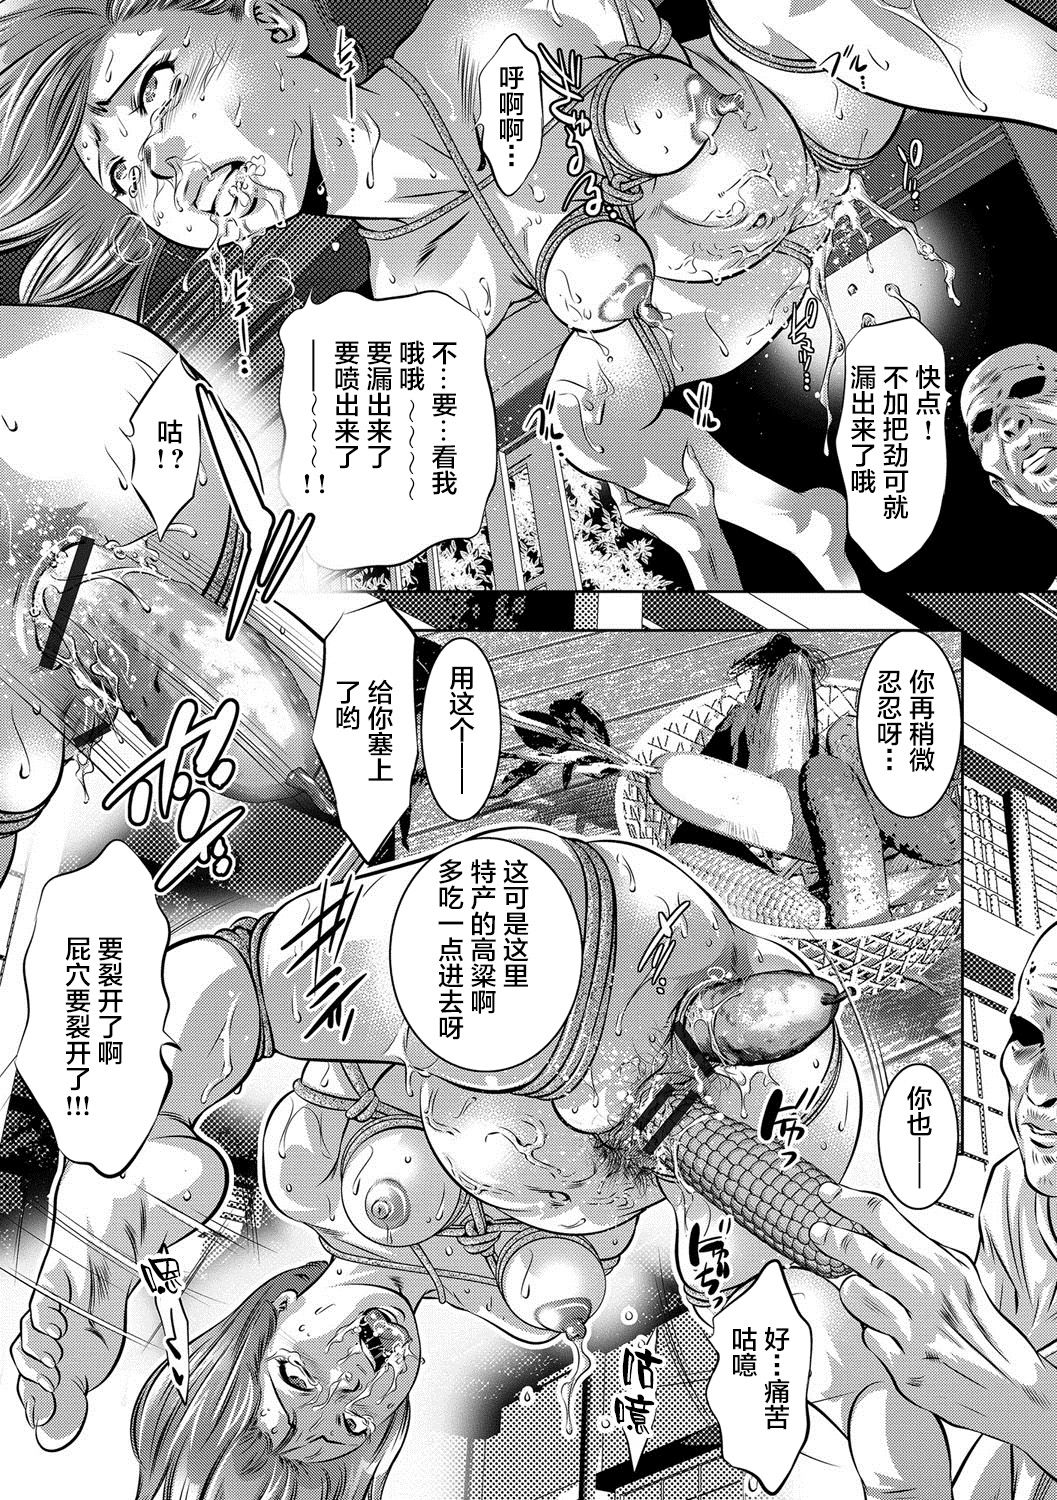 呼啊啊…
快点！
不加把劲可就
漏出来了哦
不…要…看我
哦哦～～～～
要漏出来了
要喷出来了
——～～～～!!
咕
!?
你再稍微
忍忍呀…
用这个——
给你塞上
了哟
这可是这里
特产的高粱啊
多吃一点进去呀
要裂开了啊
屁穴要裂开了!!!
你也——
好…痛苦
咕噫
咕噫